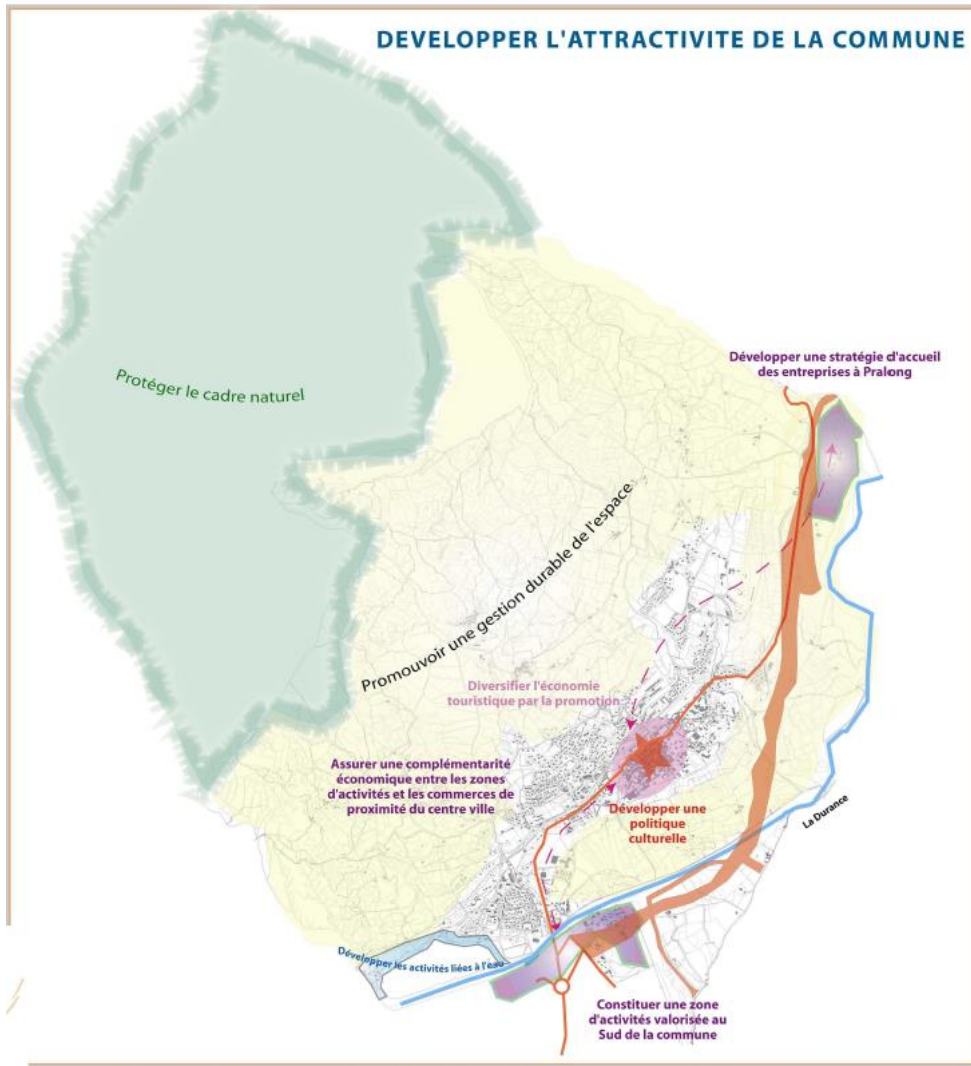 DEVELOPPER L'ATTRACTIVITE DE LA COMMUNE
Développer une stratégie d'accueil
des entreprises à Pralong
Protéger le cadre naturel
Promouvoir une gestion durable de l'espace
Diversifier l'économie
touristique par la promotion
Assurer une complémentarité
économique entre les zones
d'activités et les commerces de
proximité du centre ville
Développer une
politique
culturelle
La Durance
Développer les activités liées à l'eau
Constituer une zone
d'activités valorisée au
Sud de la commune